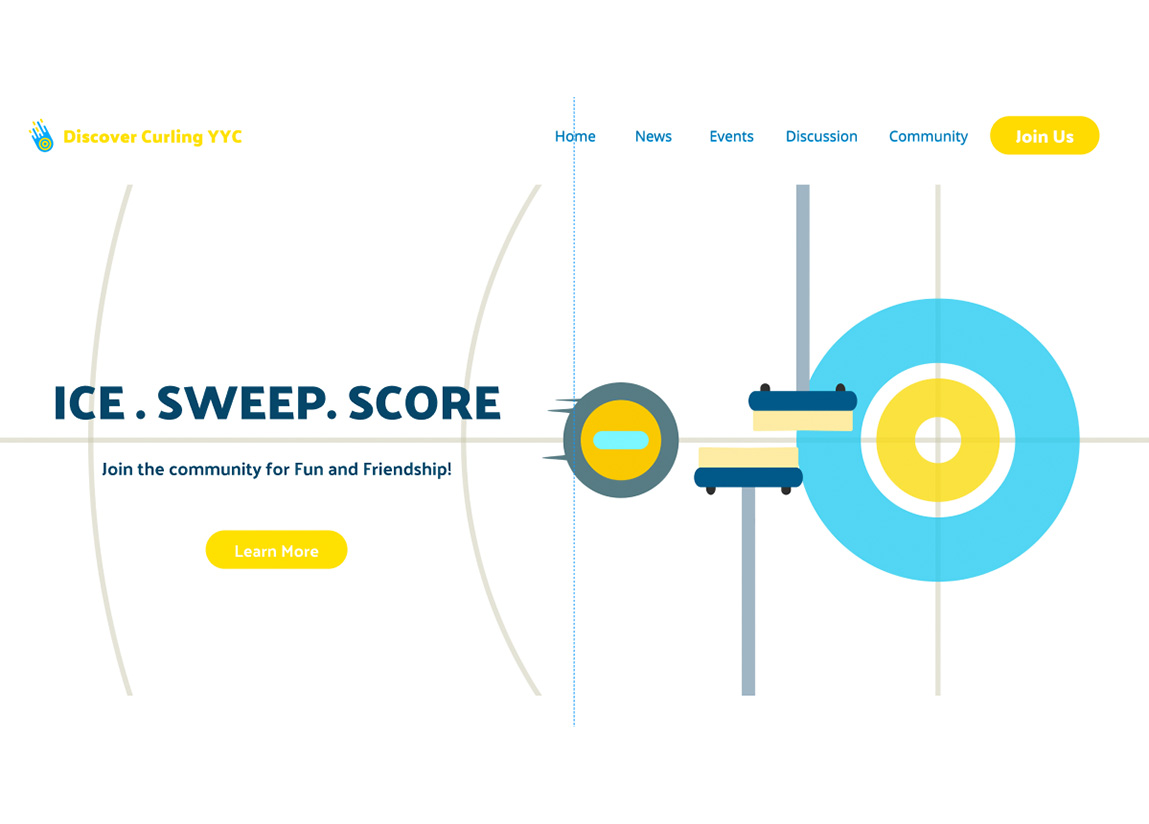 Discover Curling YYC
Home News Events Discussion Community Join Us
ICE . SWEEP. SCORE
Join the community for Fun and Friendship!
Learn More